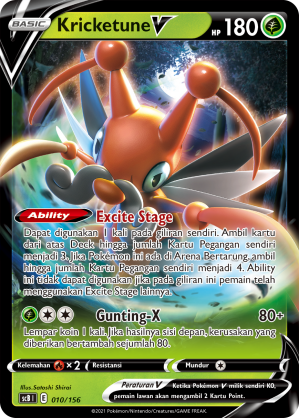 BASIC
Kricketune V
HP 180
Ability Excite Stage
Dapat digunakan 1 kali pada giliran sendiri. Ambil kartu
dari atas Deck hingga jumlah Kartu Pegangan sendiri
menjadi 3. Jika Pokémon ini ada di Arena Bertarung, ambil
hingga jumlah Kartu Pegangan sendiri menjadi 4. Ability
ini tidak dapat digunakan jika pada giliran ini pemain telah
menggunakan Excite Stage lainnya.
Gunting-X 80+
Lempar koin 1 kali. Jika hasilnya sisi depan, kerusakan yang
diberikan bertambah sejumlah 80.
Kelemahan ×2 Resistansi Mundur
Illus. Satoshi Shirai
scB I E 010/156
Peraturan V Ketika Pokémon V milik sendiri KO,
pemain lawan akan mengambil 2 Kartu Point.
©2021 Pokémon/Nintendo/Creatures/GAME FREAK.